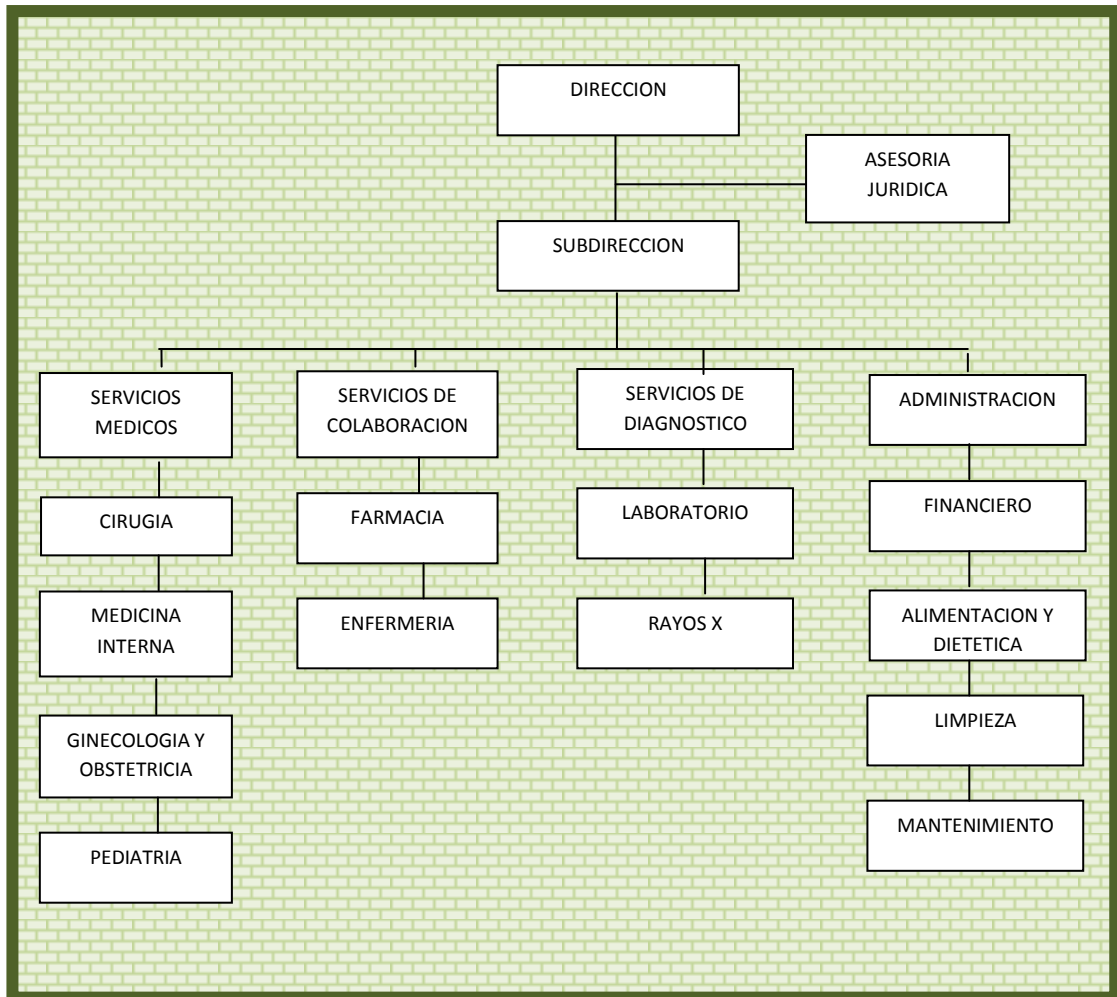 DIRECCION
ASESORIA
JURIDICA
SUBDIRECCION
SERVICIOS
MEDICOS
SERVICIOS DE
COLABORACION
SERVICIOS DE
DIAGNOSTICO
ADMINISTRACION
CIRUGIA
FARMACIA
LABORATORIO
FINANCIERO
MEDICINA
INTERNA
ENFERMERIA
RAYOS X
ALIMENTACION Y
DIETETICA
GINECOLOGIA Y
OBSTETRICIA
LIMPIEZA
PEDIATRIA
MANTENIMIENTO